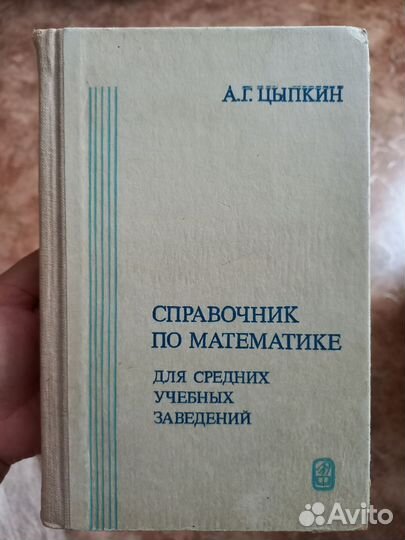 А.Г. ЦЫПКИН
СПРАВОЧНИК
ПО МАТЕМАТИКЕ
ДЛЯ СРЕДНИХ
УЧЕБНЫХ
ЗАВЕДЕНИЙ
Avito